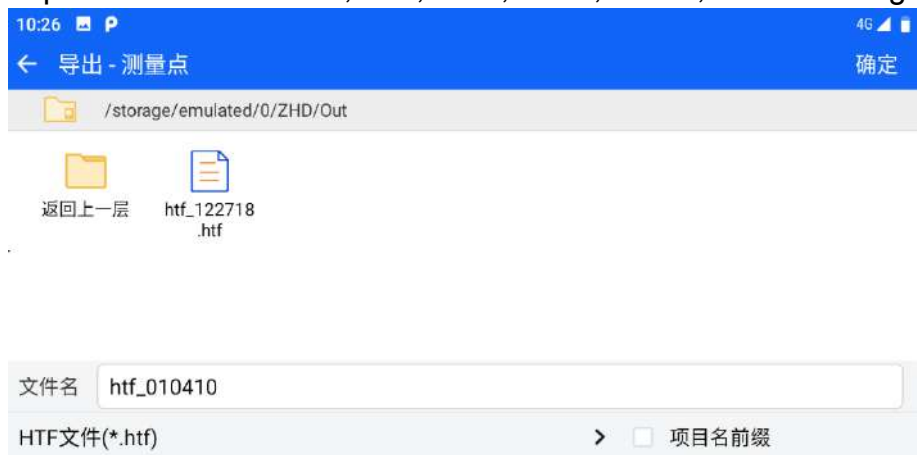 10:26 P 4G
导出 - 测量点 确定
/storage/emulated/0/ZHD/Out
返回上一层 htf_122718
.htf
文件名 htf_010410
HTF文件(*.htf) 项目名前缀